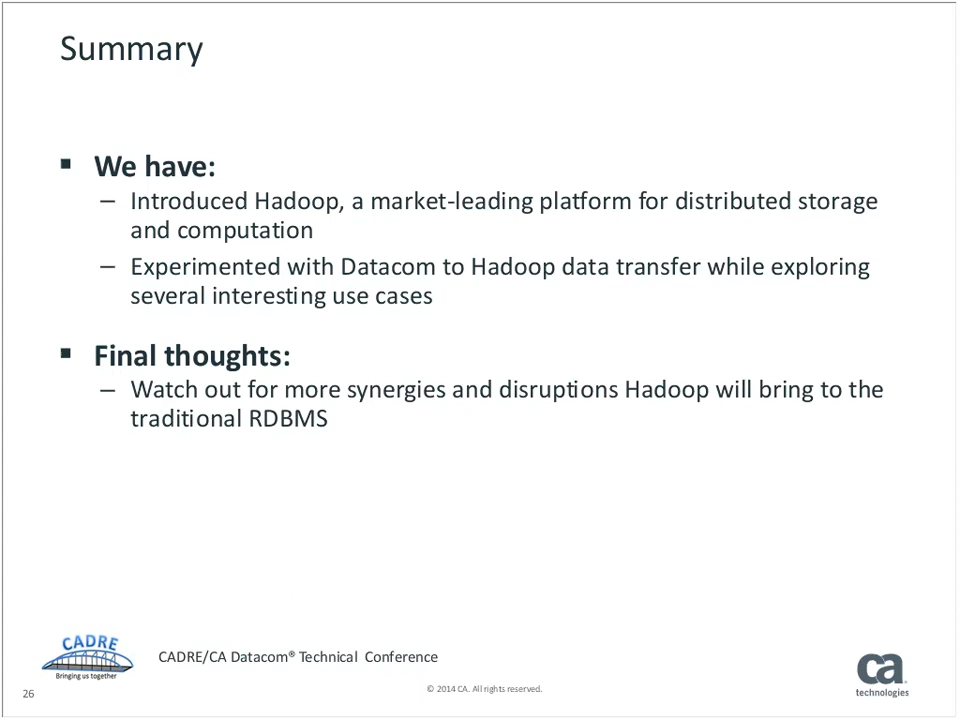 Summary
▪ We have:
– Introduced Hadoop, a market-leading platform for distributed storage
and computation
– Experimented with Datacom to Hadoop data transfer while exploring
several interesting use cases
▪ Final thoughts:
– Watch out for more synergies and disruptions Hadoop will bring to the
traditional RDBMS
CADRE
Bringing us together
CADRE/CA Datacom® Technical Conference
ca
technologies
26
© 2014 CA. All rights reserved.